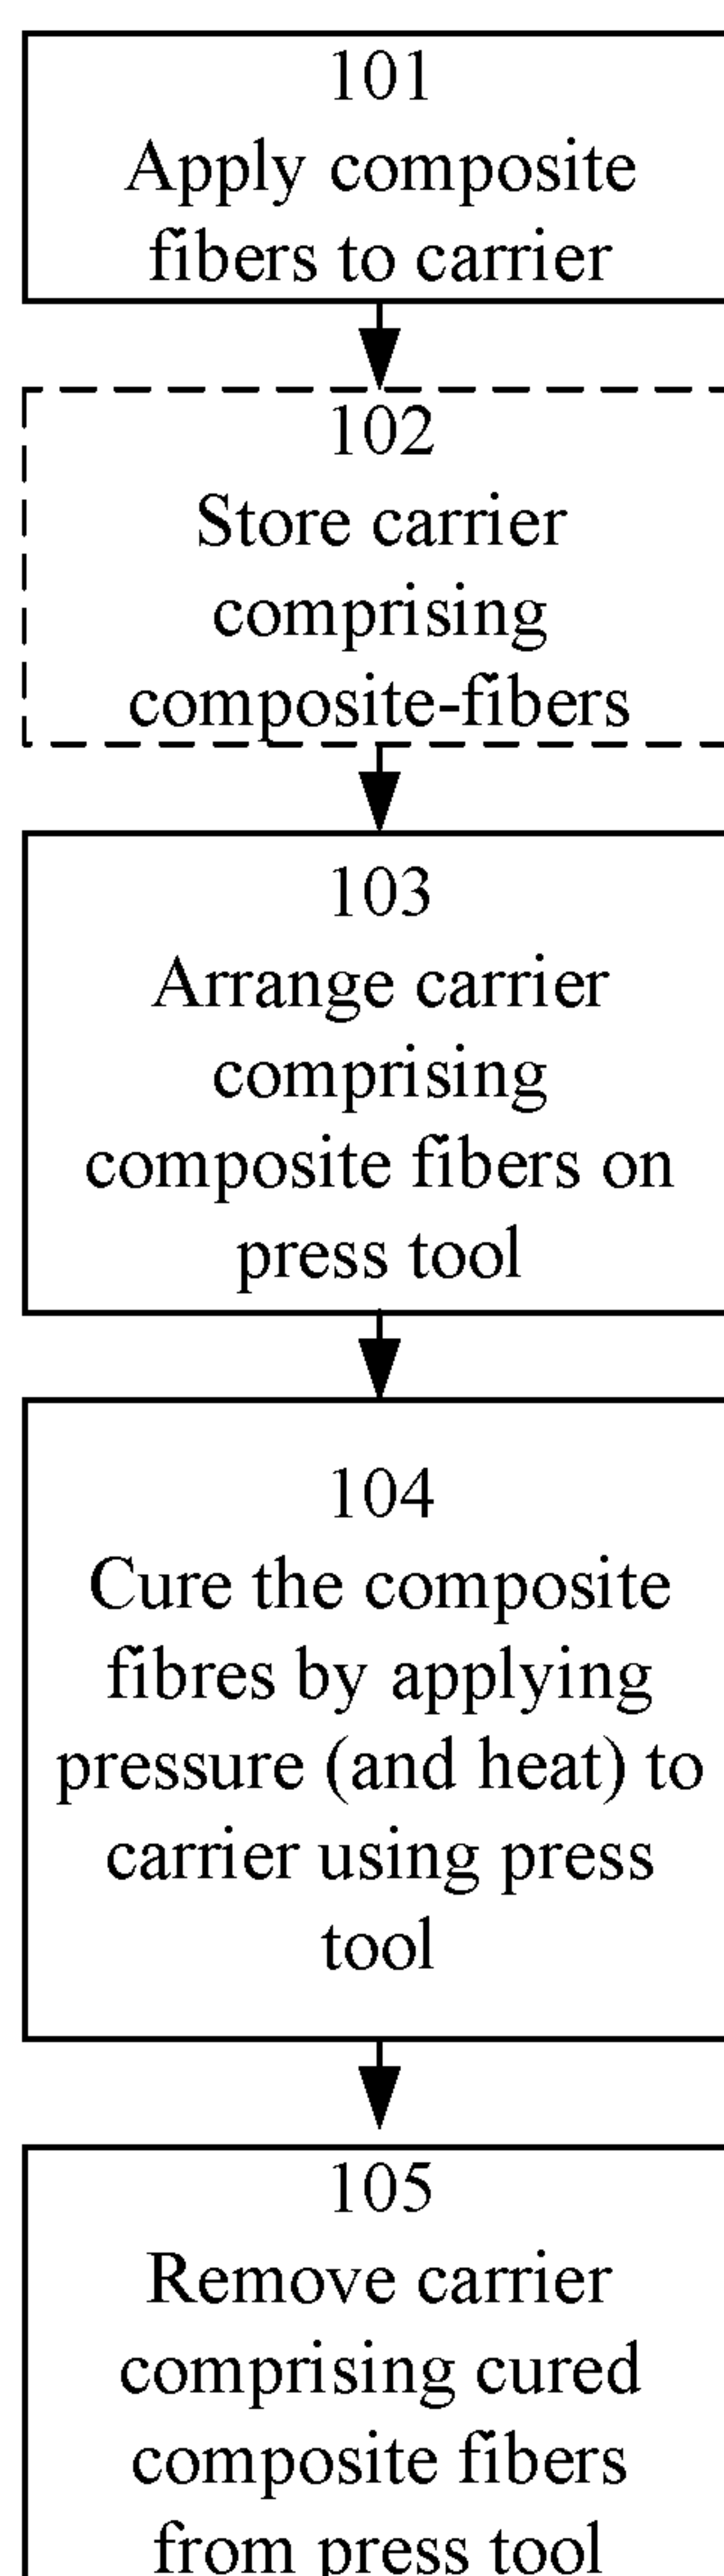 101
Apply composite
fibers to carrier
102
Store carrier
comprising
composite-fibers
103
Arrange carrier
comprising
composite fibers on
press tool
104
Cure the composite
fibres by applying
pressure (and heat) to
carrier using press
tool
105
Remove carrier
comprising cured
composite fibers
from press tool